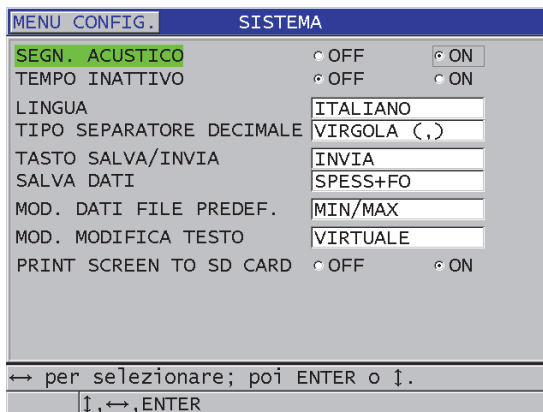 MENU CONFIG. SISTEMA
SEGN. ACUSTICO OFF ON
TEMPO INATTIVO OFF ON
LINGUA ITALIANO
TIPO SEPARATORE DECIMALE VIRGOLA (,)
TASTO SALVA/INVIA INVIA
SALVA DATI SPESS+FO
MOD. DATI FILE PREDEF. MIN/MAX
MOD. MODIFICA TESTO VIRTUALE
PRINT SCREEN TO SD CARD OFF ON
↔ per selezionare; poi ENTER o ↕.
↕,↔,ENTER